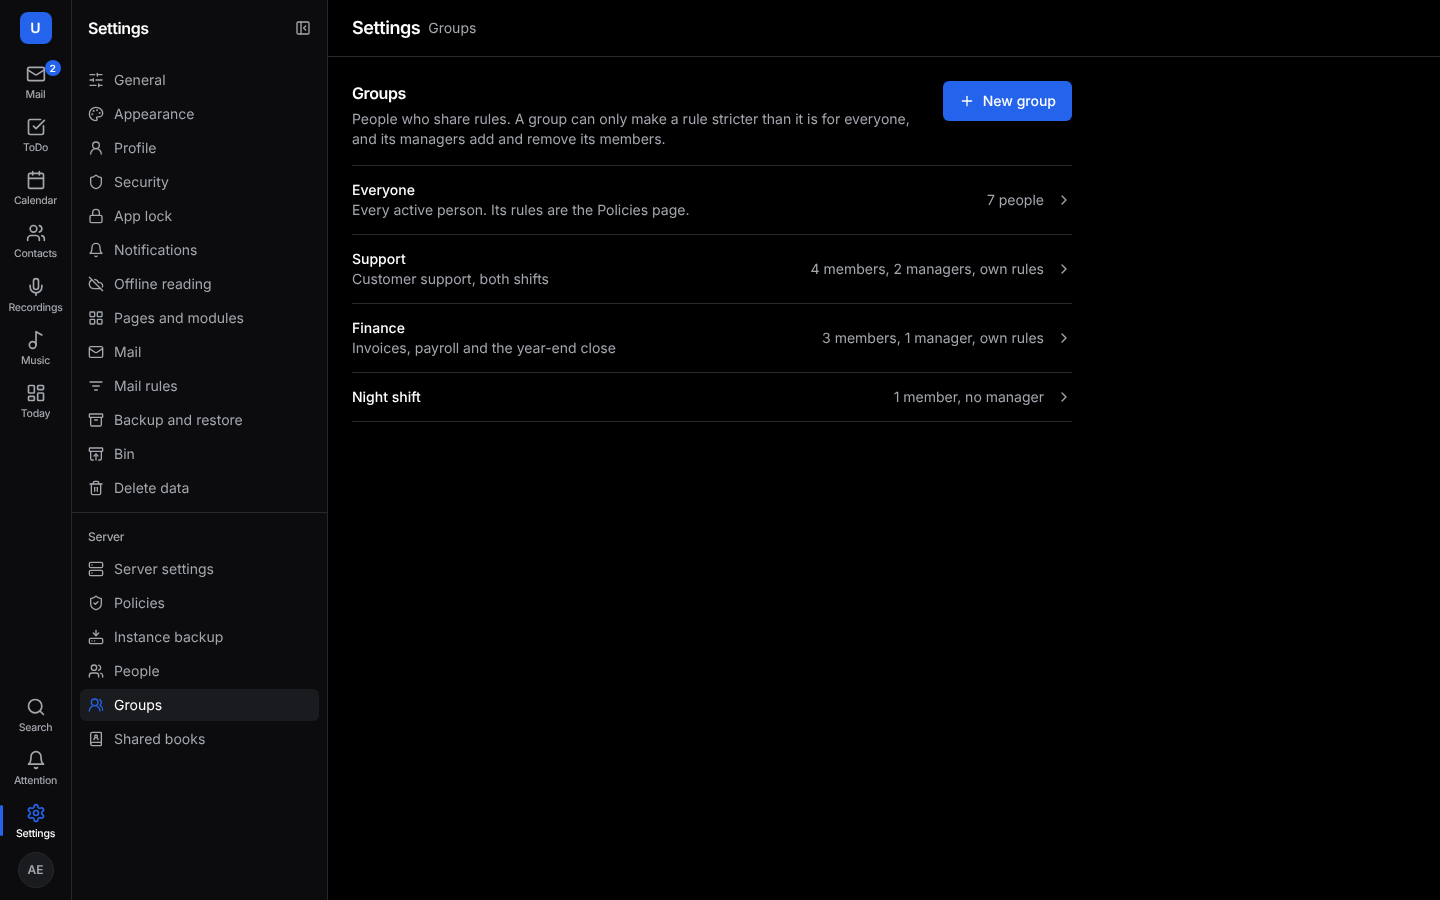 U
2
Mail
ToDo
Calendar
Contacts
Recordings
Music
Today
Search
Attention
Settings
AE
Settings
General
Appearance
Profile
Security
App lock
Notifications
Offline reading
Pages and modules
Mail
Mail rules
Backup and restore
Bin
Delete data
Server
Server settings
Policies
Instance backup
People
Groups
Shared books
Settings Groups
Groups
People who share rules. A group can only make a rule stricter than it is for everyone,
and its managers add and remove its members.
New group
Everyone
Every active person. Its rules are the Policies page.
7 people
Support
Customer support, both shifts
4 members, 2 managers, own rules
Finance
Invoices, payroll and the year-end close
3 members, 1 manager, own rules
Night shift
1 member, no manager